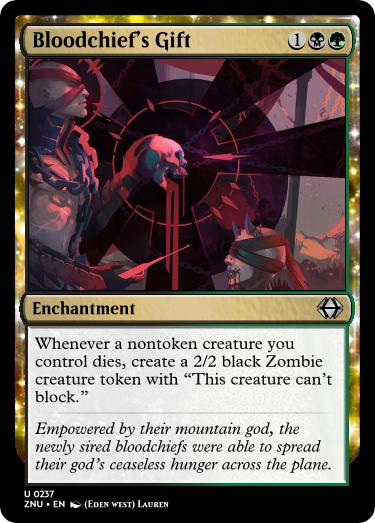 Bloodchief's Gift 1
Enchantment
Whenever a nontoken creature you
control dies, create a 2/2 black Zombie
creature token with “This creature can't
block.”
Empowered by their mountain god, the
newly sired bloodchiefs were able to spread
their god's ceaseless hunger across the plane.
U 0237
ZNU • EN (Eden west) Lauren